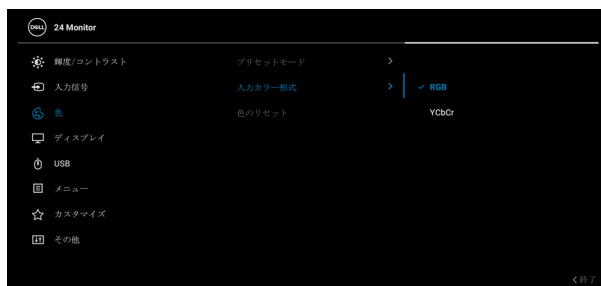 DELL 24 Monitor
輝度/コントラスト プリセットモード
入力信号 入力カラー形式 RGB
色 色のリセット YCbCr
ディスプレイ
USB
メニュー
カスタマイズ
その他
終了